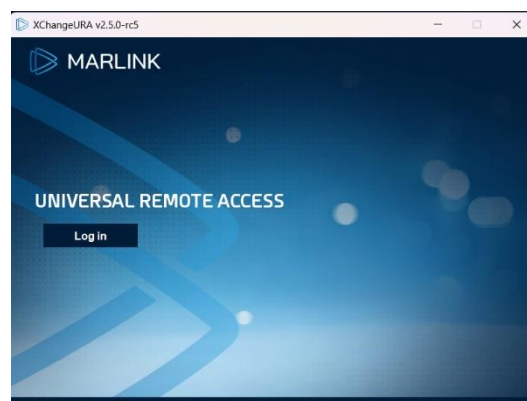 XChangeURA v2.5.0-rc5
MARLINK
UNIVERSAL REMOTE ACCESS
Log in